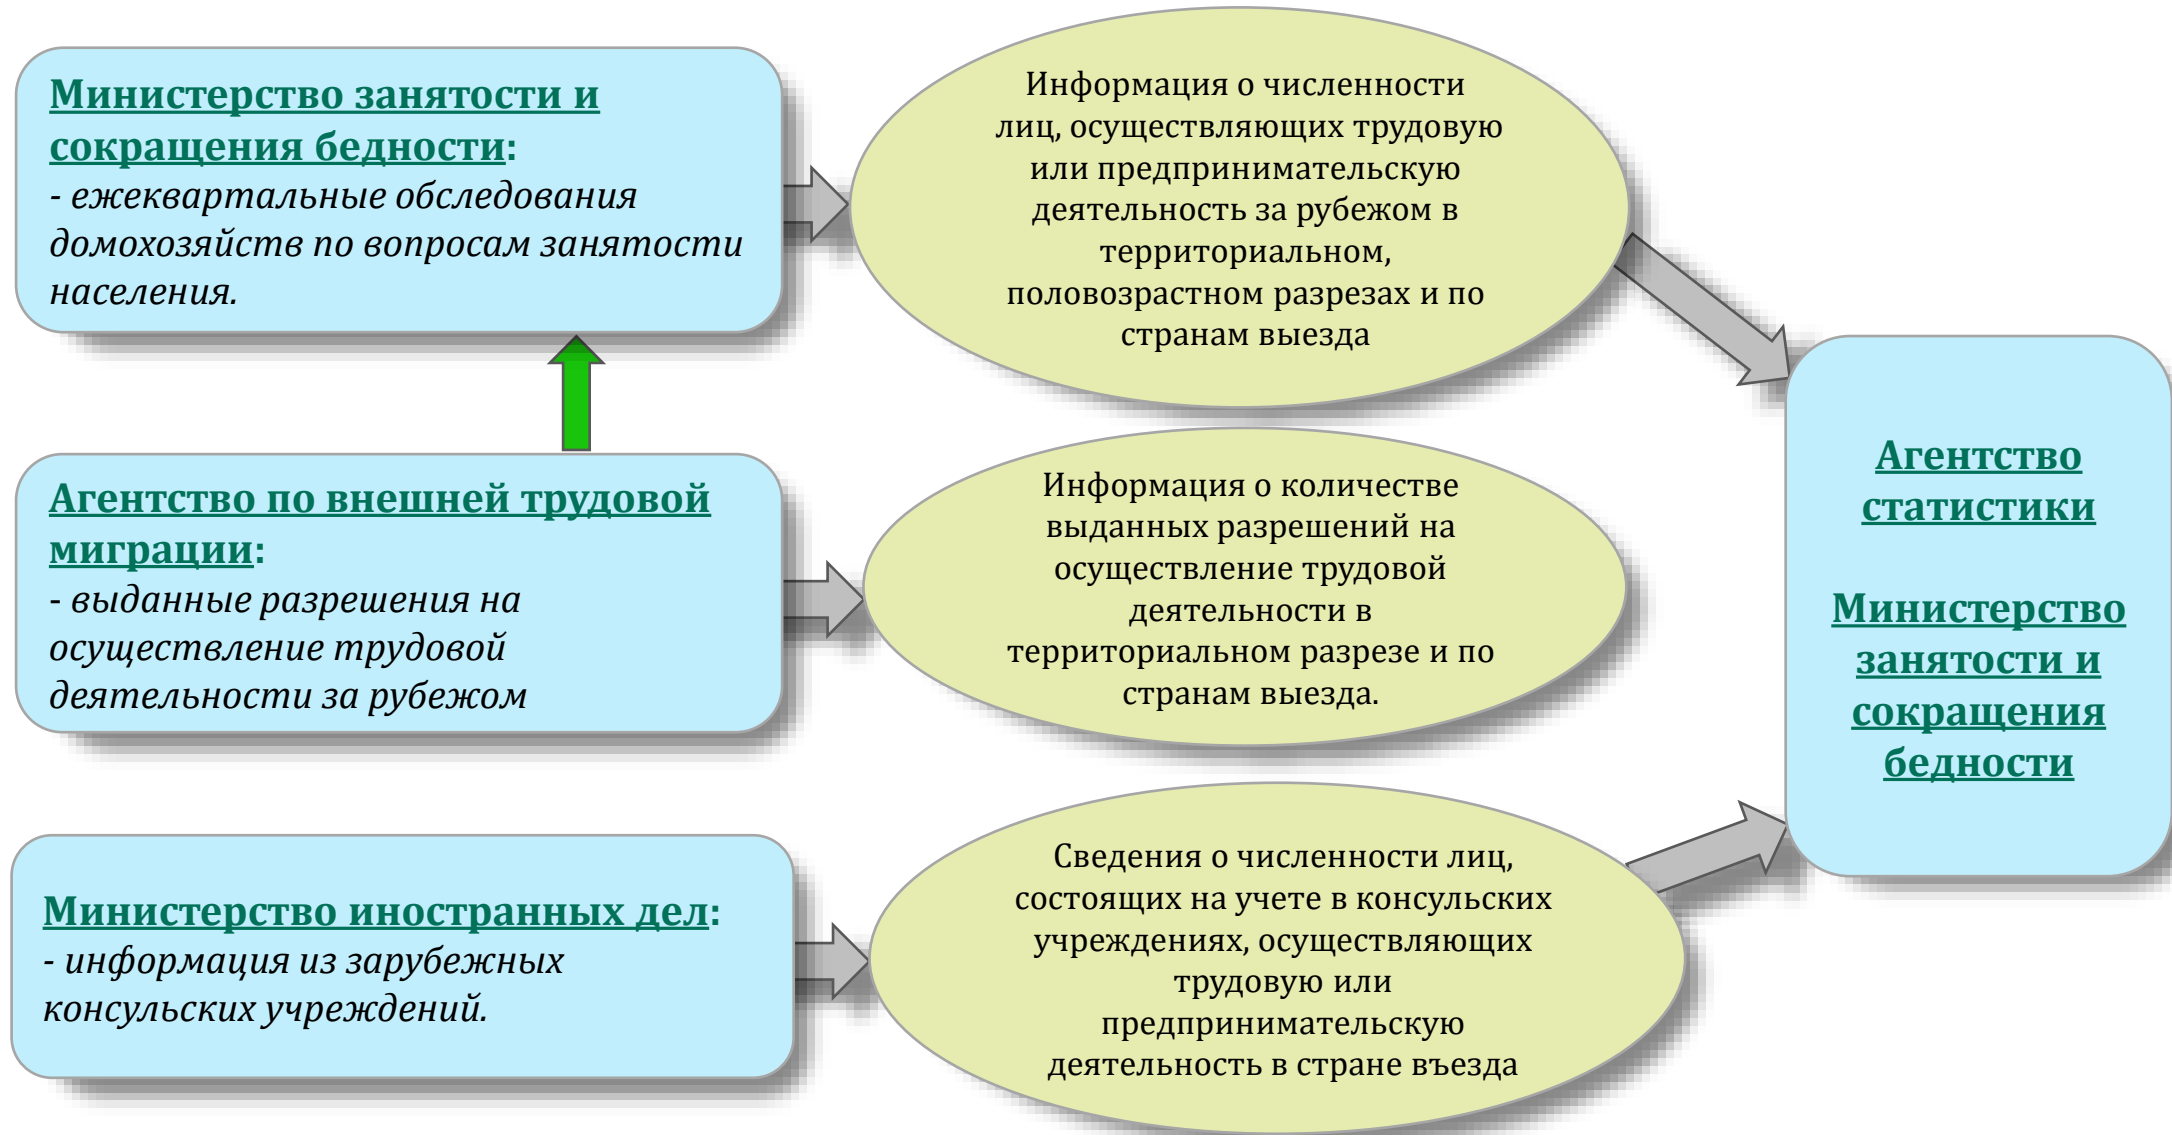 Министерство занятости и
сокращения бедности:
- ежеквартальные обследования
домохозяйств по вопросам занятости
населения.
Информация о численности
лиц, осуществляющих трудовую
или предпринимательскую
деятельность за рубежом в
территориальном,
половозрастном разрезах и по
странам выезда
Агентство по внешней трудовой
миграции:
- выданные разрешения на
осуществление трудовой
деятельности за рубежом
Информация о количестве
выданных разрешений на
осуществление трудовой
деятельности в
территориальном разрезе и по
странам выезда.
Министерство иностранных дел:
- информация из зарубежных
консульских учреждений.
Сведения о численности лиц,
состоящих на учете в консульских
учреждениях, осуществляющих
трудовую или
предпринимательскую
деятельность в стране въезда
Агентство
статистики
Министерство
занятости и
сокращения
бедности